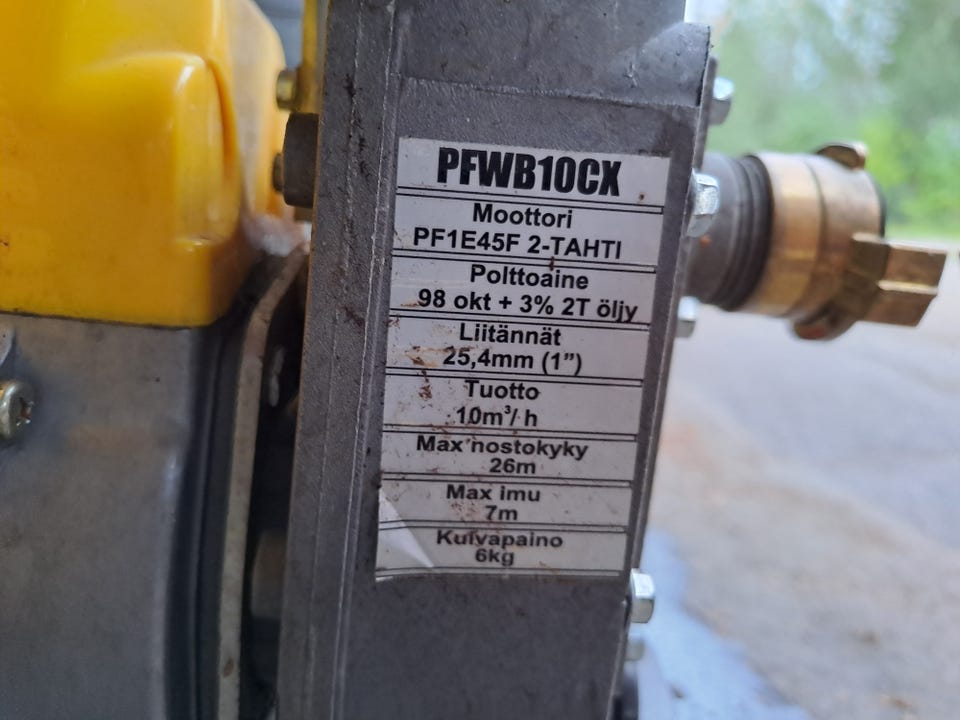 PFWB10CX
Moottori
PF1E45F 2-TAHTI
Polttoaine
98 okt + 3% 2T öljy
Liitännät
25,4mm (1”)
Tuotto
10m³/ h
Max nostokyky
26m
Max imu
7m
Kuivapaino
6kg